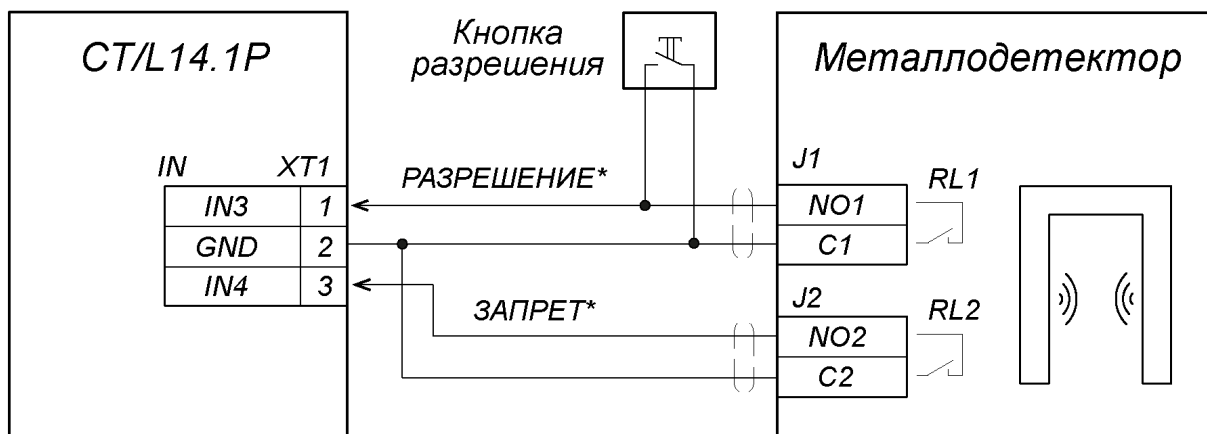 CT/L14.1P
Кнопка
разрешения
Металлодетектор
IN XT1
IN3 1
GND 2
IN4 3
РАЗРЕШЕНИЕ*
ЗАПРЕТ*
J1
NO1
C1
RL1
J2
NO2
C2
RL2